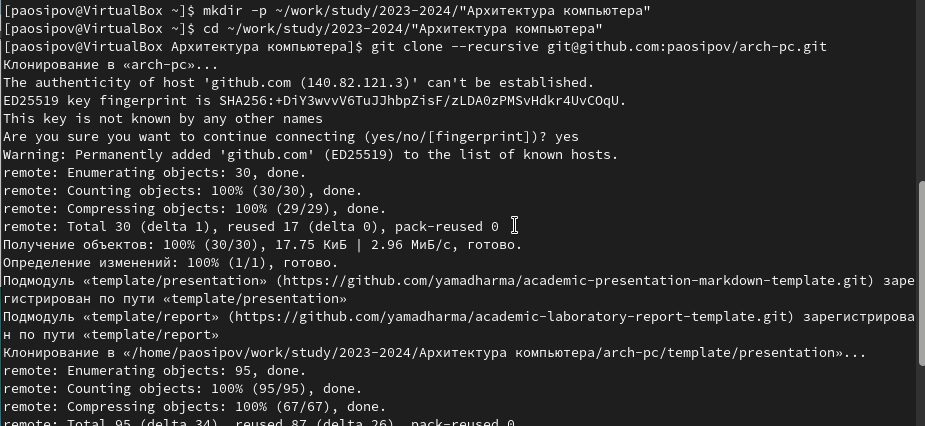 [paosipov@VirtualBox ~]$ mkdir -p ~/work/study/2023-2024/"Архитектура компьютера"
[paosipov@VirtualBox ~]$ cd ~/work/study/2023-2024/"Архитектура компьютера"
[paosipov@VirtualBox Архитектура компьютера]$ git clone --recursive git@github.com:paosipov/arch-pc.git
Клонирование в «arch-pc»...
The authenticity of host 'github.com (140.82.121.3)' can't be established.
ED25519 key fingerprint is SHA256:+DiY3wvvV6TuJJhbpZisF/zLDA0zPMSvHdkr4UvCOqU.
This key is not known by any other names
Are you sure you want to continue connecting (yes/no/[fingerprint])? yes
Warning: Permanently added 'github.com' (ED25519) to the list of known hosts.
remote: Enumerating objects: 30, done.
remote: Counting objects: 100% (30/30), done.
remote: Compressing objects: 100% (29/29), done.
remote: Total 30 (delta 1), reused 17 (delta 0), pack-reused 0
Получение объектов: 100% (30/30), 17.75 КиБ | 2.96 МиБ/с, готово.
Определение изменений: 100% (1/1), готово.
Подмодуль «template/presentation» (https://github.com/yamadharma/academic-presentation-markdown-template.git) заре
гистрирован по пути «template/presentation»
Подмодуль «template/report» (https://github.com/yamadharma/academic-laboratory-report-template.git) зарегистрирова
н по пути «template/report»
Клонирование в «/home/paosipov/work/study/2023-2024/Архитектура компьютера/arch-pc/template/presentation»...
remote: Enumerating objects: 95, done.
remote: Counting objects: 100% (95/95), done.
remote: Compressing objects: 100% (67/67), done.
remote: Total 95 (delta 34), reused 87 (delta 26), pack-reused 0